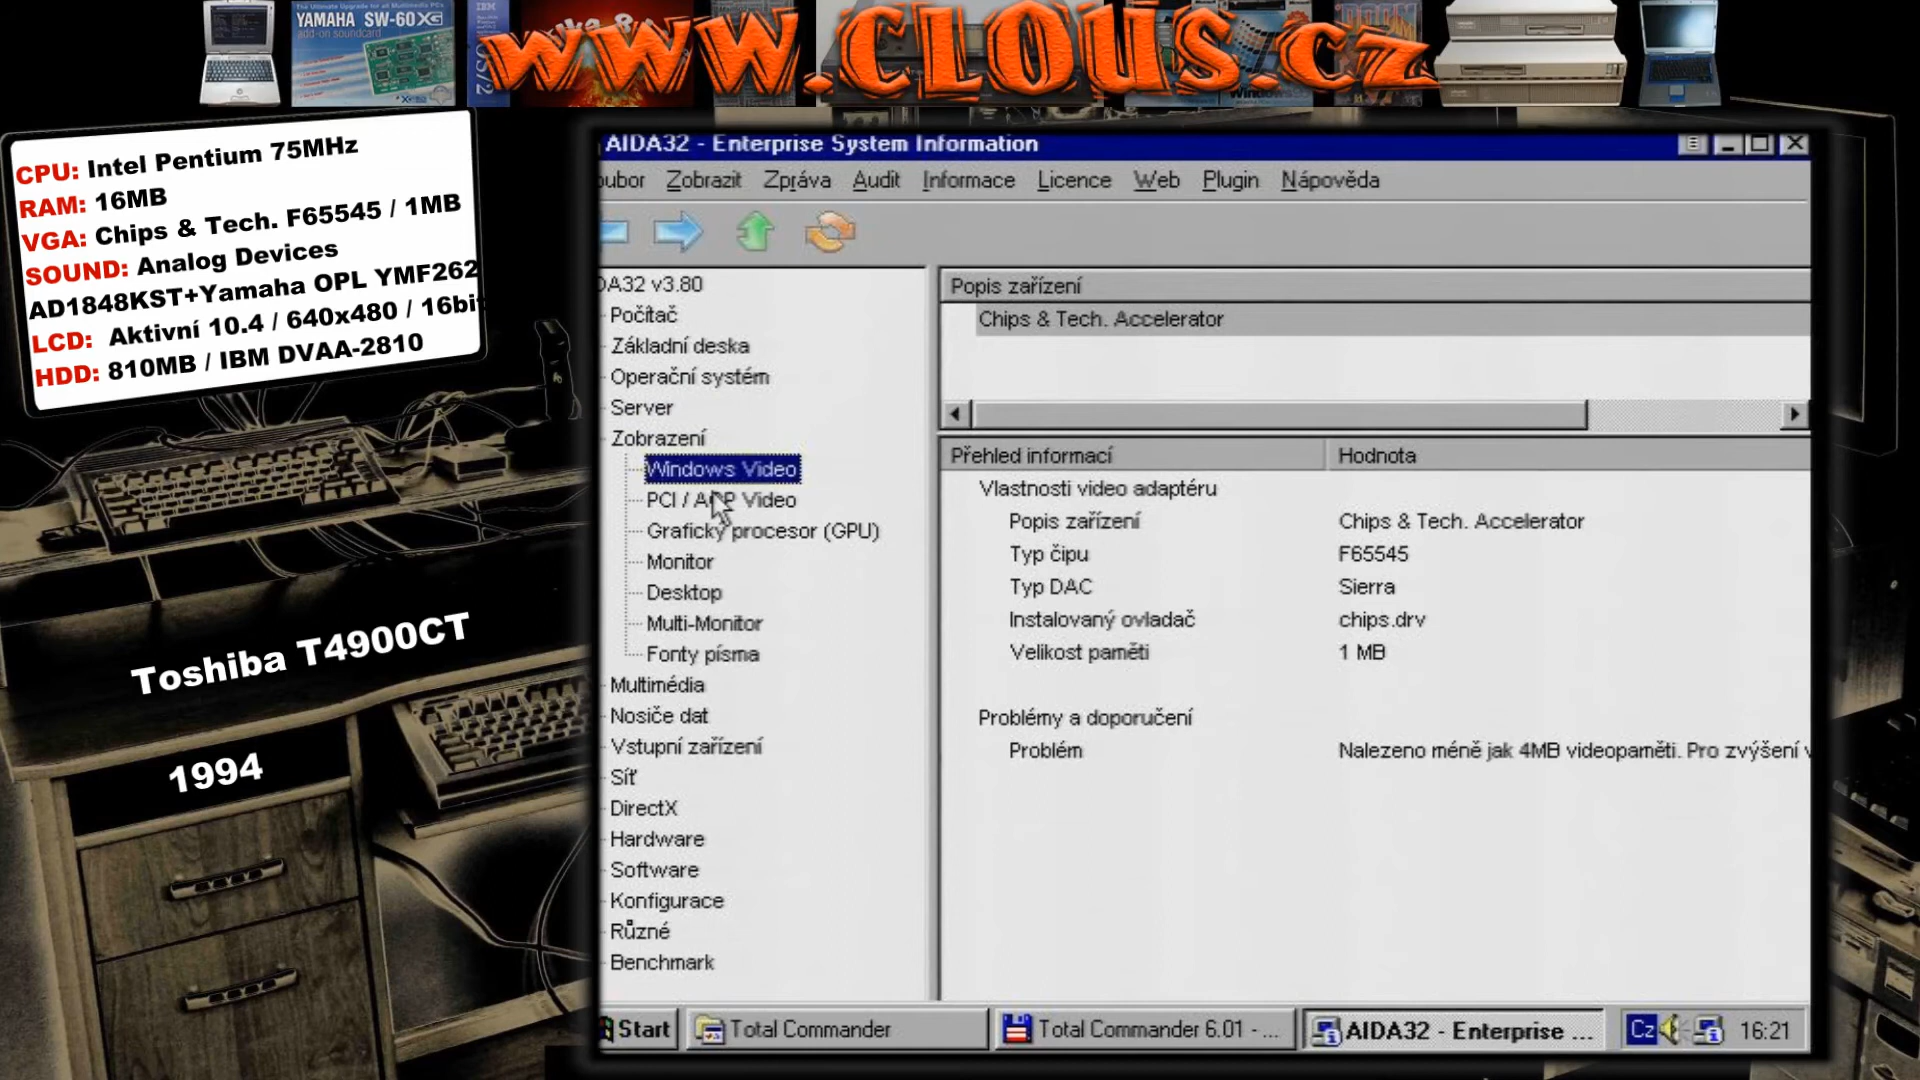 www.CLOUS.cz
YAMAHA SW-60XG
add-on soundcard
IBM
CPU: Intel Pentium 75MHz
RAM: 16MB
VGA: Chips & Tech. F65545 / 1MB
SOUND: Analog Devices
AD1848KST+Yamaha OPL YMF262
LCD: Aktivní 10.4 / 640x480 / 16bit
HDD: 810MB / IBM DVAA-2810
Toshiba T4900CT
1994
AIDA32 - Enterprise System Information
oubor Zobrazit Zpráva Audit Informace Licence Web Plugin Nápověda
DA32 v3.80
Počítač
Základní deska
Operační systém
Server
Zobrazení
Windows Video
PCI / AGP Video
Grafický procesor (GPU)
Monitor
Desktop
Multi-Monitor
Fonty písma
Multimédia
Nosiče dat
Vstupní zařízení
Síť
DirectX
Hardware
Software
Konfigurace
Různé
Benchmark
Popis zařízení
Chips & Tech. Accelerator
Přehled informací Hodnota
Vlastnosti video adaptéru
Popis zařízení Chips & Tech. Accelerator
Typ čipu F65545
Typ DAC Sierra
Instalovaný ovladač chips.drv
Velikost paměti 1 MB
Problémy a doporučení
Problém Nalezeno méně jak 4MB videopaměti. Pro zvýšení v
Start Total Commander Total Commander 6.01 - ... AIDA32 - Enterprise ... Cz 16:21